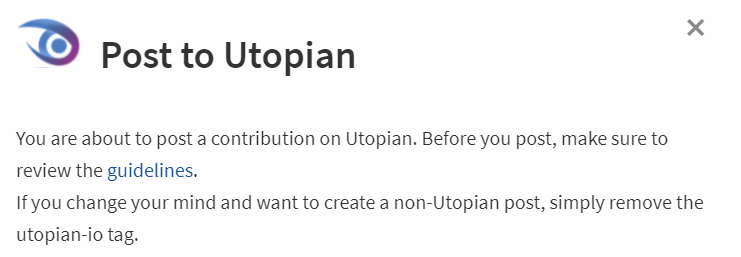 Post to Utopian
You are about to post a contribution on Utopian. Before you post, make sure to
review the guidelines.
If you change your mind and want to create a non-Utopian post, simply remove the
utopian-io tag.